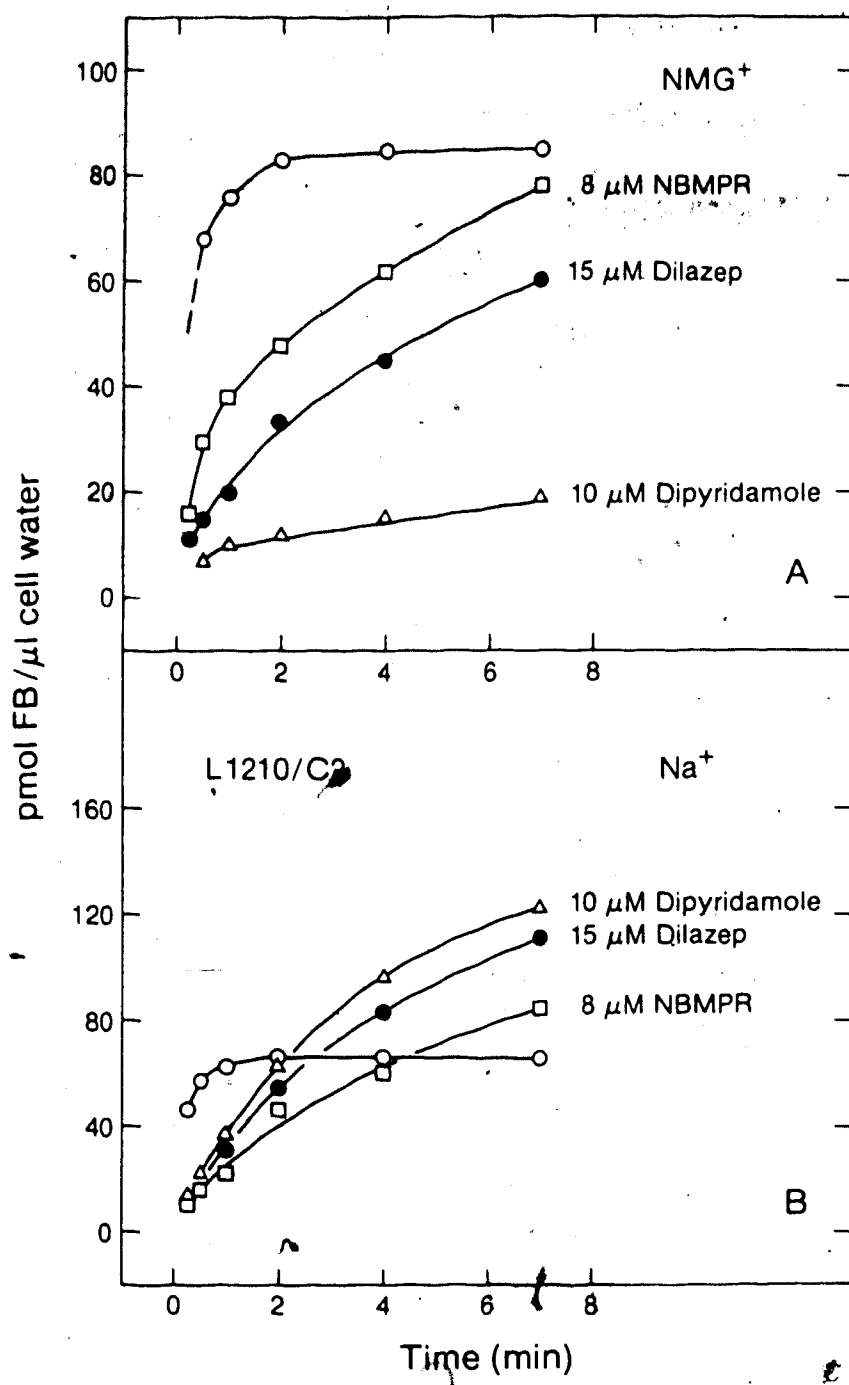 pmol FB/μl cell water
NMG⁺
100
80
60
40
20
0
8 μM NBMPR
15 μM Dilazep
10 μM Dipyridamole
A
0 2 4 6 8
L1210/C2
Na⁺
160
120
80
40
0
10 μM Dipyridamole
15 μM Dilazep
8 μM NBMPR
B
0 2 4 6 8
Time (min)